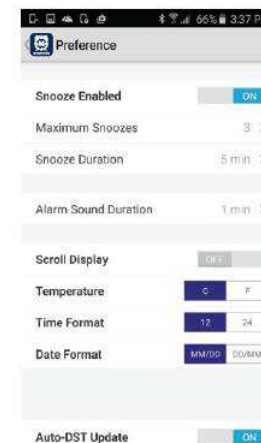 66% 3:37 P
Preference
Snooze Enabled ON
Maximum Snoozes 3
Snooze Duration 5 min
Alarm Sound Duration 1 min
Scroll Display OFF
Temperature C F
Time Format 12 24
Date Format MM/DD DD/MM
Auto-DST Update ON